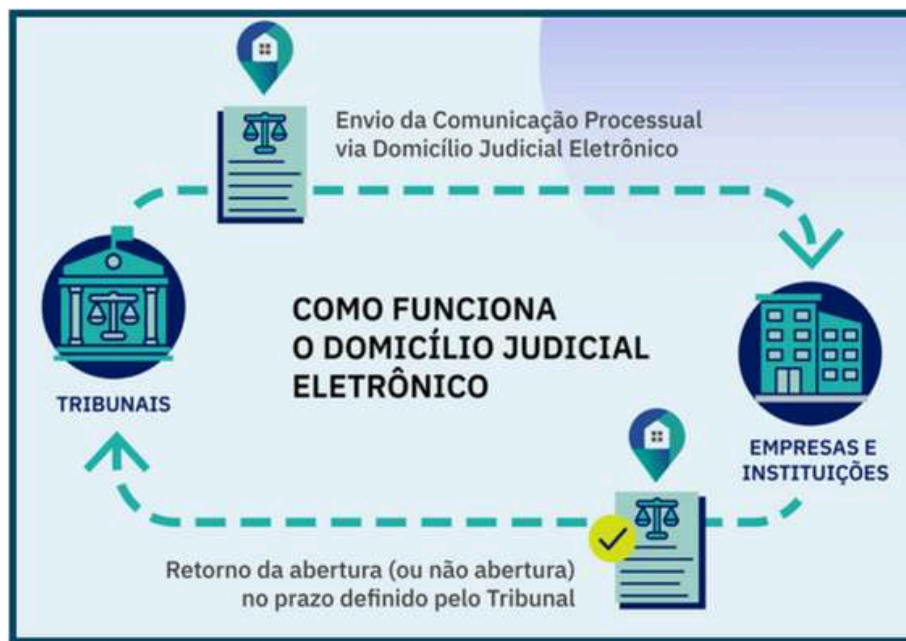 Envio da Comunicação Processual
via Domicílio Judicial Eletrônico
COMO FUNCIONA
O DOMICÍLIO JUDICIAL
ELETRÔNICO
TRIBUNAIS
EMPRESAS E
INSTITUIÇÕES
Retorno da abertura (ou não abertura)
no prazo definido pelo Tribunal